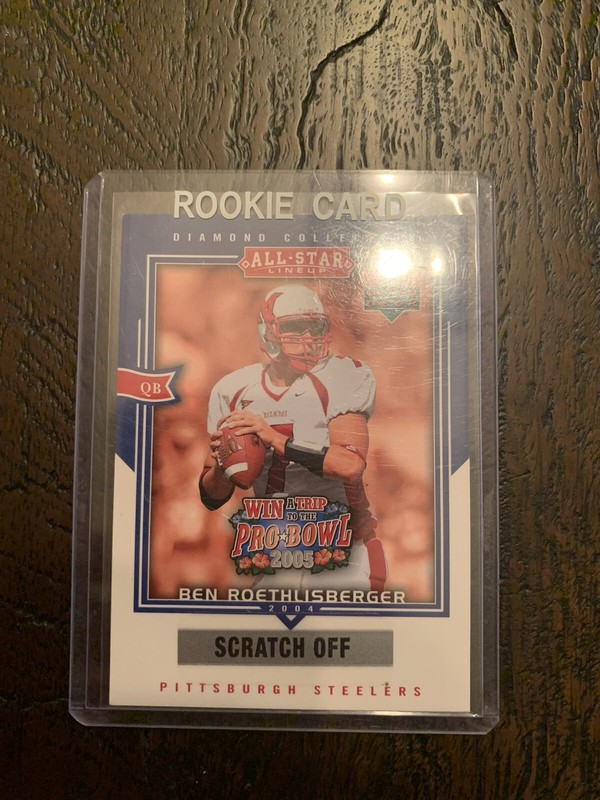 ROOKIE CARD
DIAMOND COLLE
ALL-STAR
LINEUP
QB
WIN A TRIP
TO THE
PRO BOWL
2005
BEN ROETHLISBERGER
2004
SCRATCH OFF
PITTSBURGH STEELERS